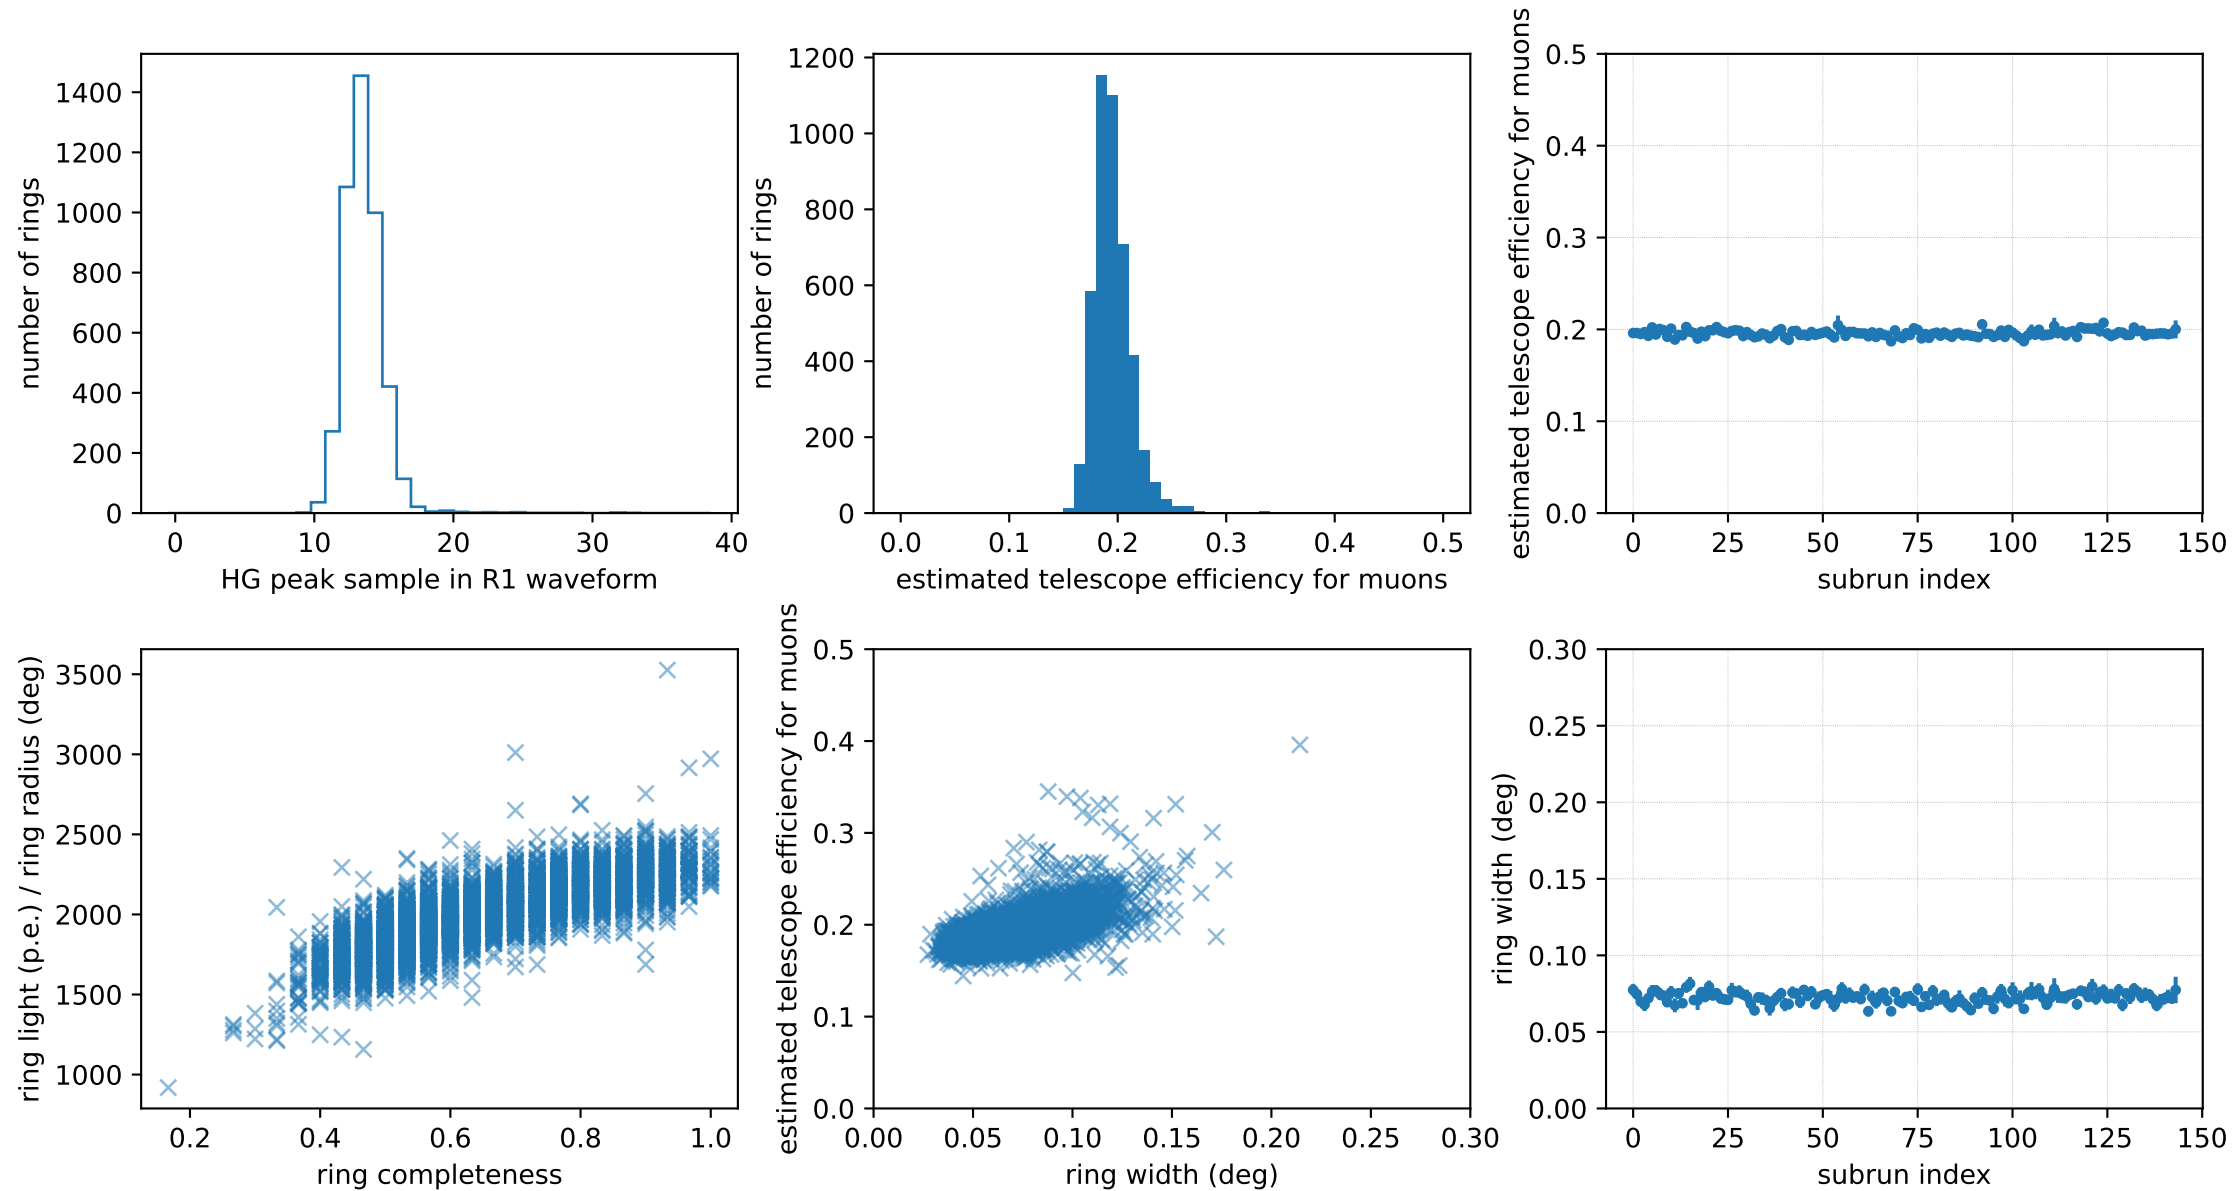 number of rings
1400
1200
1000
800
600
400
200
0
0 10 20 30 40
HG peak sample in R1 waveform
number of rings
1200
1000
800
600
400
200
0
0.0 0.1 0.2 0.3 0.4 0.5
estimated telescope efficiency for muons
estimated telescope efficiency for muons
0.5
0.4
0.3
0.2
0.1
0.0
0 25 50 75 100 125 150
subrun index
ring light (p.e.) / ring radius (deg)
3500
3000
2500
2000
1500
1000
0.2 0.4 0.6 0.8 1.0
ring completeness
estimated telescope efficiency for muons
0.5
0.4
0.3
0.2
0.1
0.0
0.00 0.05 0.10 0.15 0.20 0.25 0.30
ring width (deg)
ring width (deg)
0.30
0.25
0.20
0.15
0.10
0.05
0.00
0 25 50 75 100 125 150
subrun index